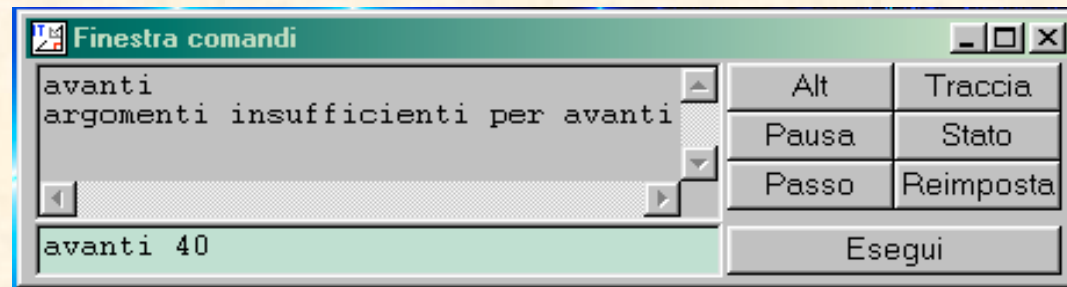 Finestra comandi
avanti
argomenti insufficienti per avanti
Alt
Traccia
Pausa
Stato
Passo
Reimposta
avanti 40
Esegui